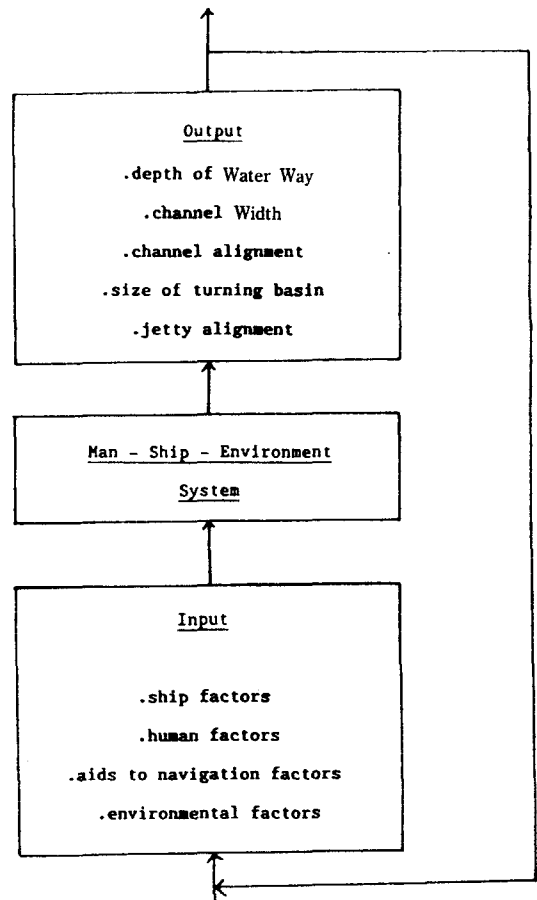 Output
.depth of Water Way
.channel Width
.channel alignment
.size of turning basin
.jetty alignment
Man - Ship - Environment
System
Input
.ship factors
.human factors
.aids to navigation factors
.environmental factors